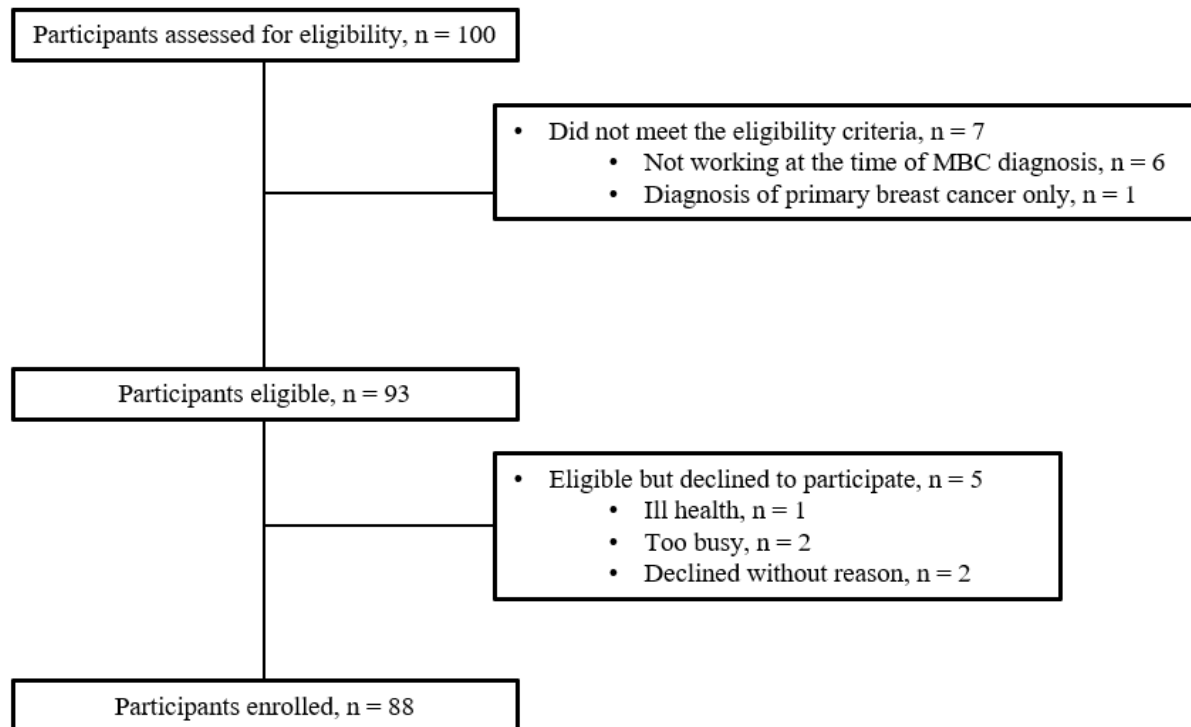 Participants assessed for eligibility, n = 100
• Did not meet the eligibility criteria, n = 7
• Not working at the time of MBC diagnosis, n = 6
• Diagnosis of primary breast cancer only, n = 1
Participants eligible, n = 93
• Eligible but declined to participate, n = 5
• Ill health, n = 1
• Too busy, n = 2
• Declined without reason, n = 2
Participants enrolled, n = 88